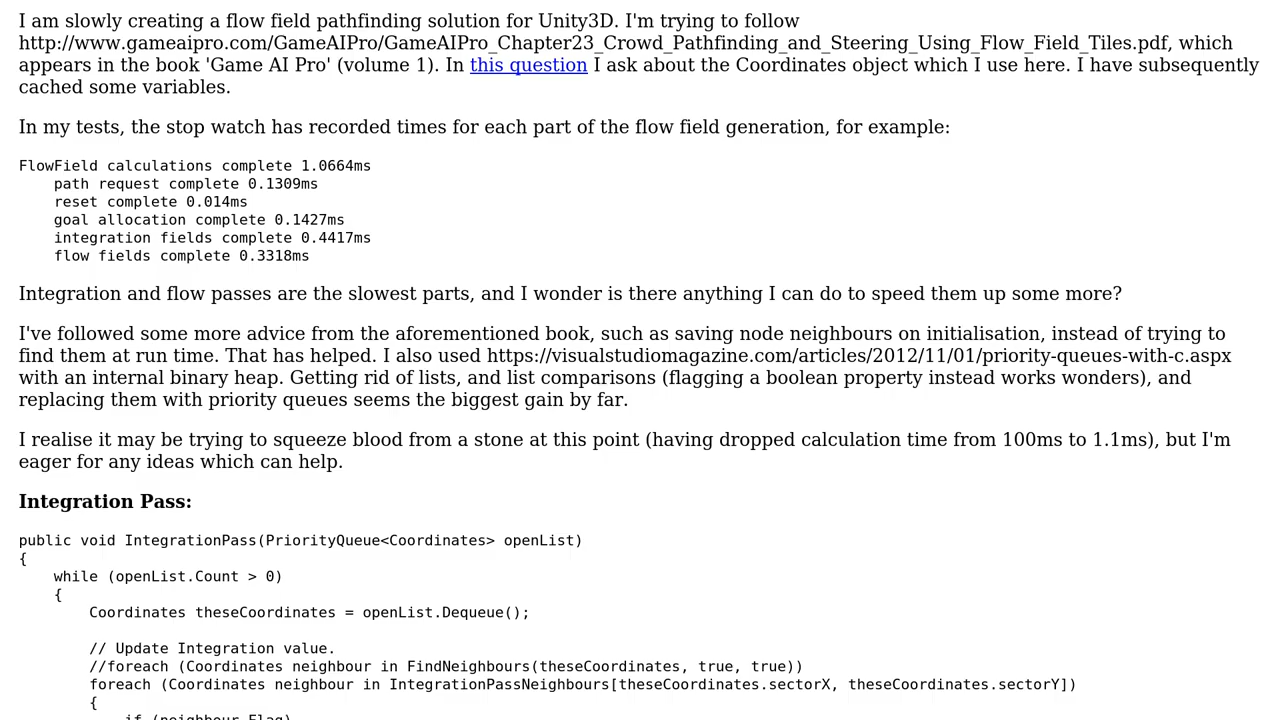 I am slowly creating a flow field pathfinding solution for Unity3D. I'm trying to follow
http://www.gameaipro.com/GameAIPro/GameAIPro_Chapter23_Crowd_Pathfinding_and_Steering_Using_Flow_Field_Tiles.pdf, which
appears in the book 'Game AI Pro' (volume 1). In this question I ask about the Coordinates object which I use here. I have subsequently
cached some variables.
In my tests, the stop watch has recorded times for each part of the flow field generation, for example:
FlowField calculations complete 1.0664ms
    path request complete 0.1309ms
    reset complete 0.014ms
    goal allocation complete 0.1427ms
    integration fields complete 0.4417ms
    flow fields complete 0.3318ms
Integration and flow passes are the slowest parts, and I wonder is there anything I can do to speed them up some more?
I've followed some more advice from the aforementioned book, such as saving node neighbours on initialisation, instead of trying to
find them at run time. That has helped. I also used https://visualstudiomagazine.com/articles/2012/11/01/priority-queues-with-c.aspx
with an internal binary heap. Getting rid of lists, and list comparisons (flagging a boolean property instead works wonders), and
replacing them with priority queues seems the biggest gain by far.
I realise it may be trying to squeeze blood from a stone at this point (having dropped calculation time from 100ms to 1.1ms), but I'm
eager for any ideas which can help.
Integration Pass:
public void IntegrationPass(PriorityQueue<Coordinates> openList)
{
    while (openList.Count > 0)
    {
        Coordinates theseCoordinates = openList.Dequeue();
        // Update Integration value.
        //foreach (Coordinates neighbour in FindNeighbours(theseCoordinates, true, true))
        foreach (Coordinates neighbour in IntegrationPassNeighbours[theseCoordinates.sectorX, theseCoordinates.sectorY])
        {
            if (neighbour.Flag)